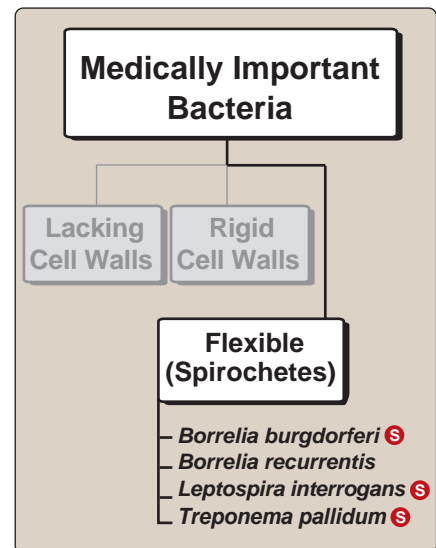 Medically Important
Bacteria
Lacking
Cell Walls
Rigid
Cell Walls
Flexible
(Spirochetes)
Borrelia burgdorferi S
Borrelia recurrentis
Leptospira interrogans S
Treponema pallidum S